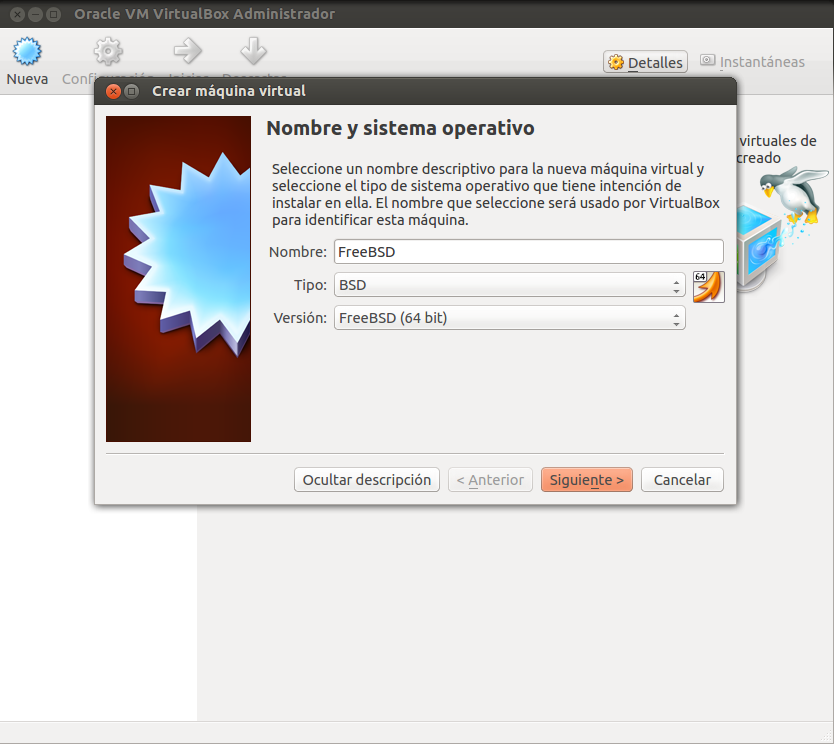 Oracle VM VirtualBox Administrador
Nueva
Detalles
Instantáneas
Crear máquina virtual
virtuales de
creado
Nombre y sistema operativo
Seleccione un nombre descriptivo para la nueva máquina virtual y
seleccione el tipo de sistema operativo que tiene intención de
instalar en ella. El nombre que seleccione será usado por VirtualBox
para identificar esta máquina.
Nombre: FreeBSD
Tipo: BSD
64
Versión: FreeBSD (64 bit)
Ocultar descripción
< Anterior
Siguiente >
Cancelar